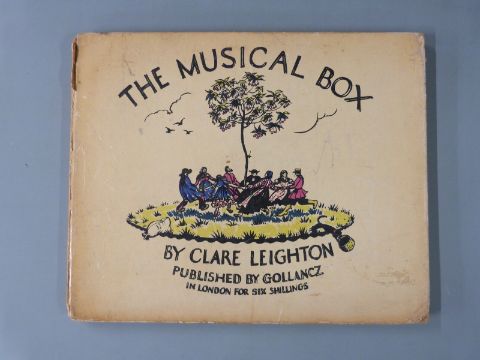 THE MUSICAL BOX
BY CLARE LEIGHTON
PUBLISHED BY GOLLANCZ
IN LONDON FOR SIX SHILLINGS